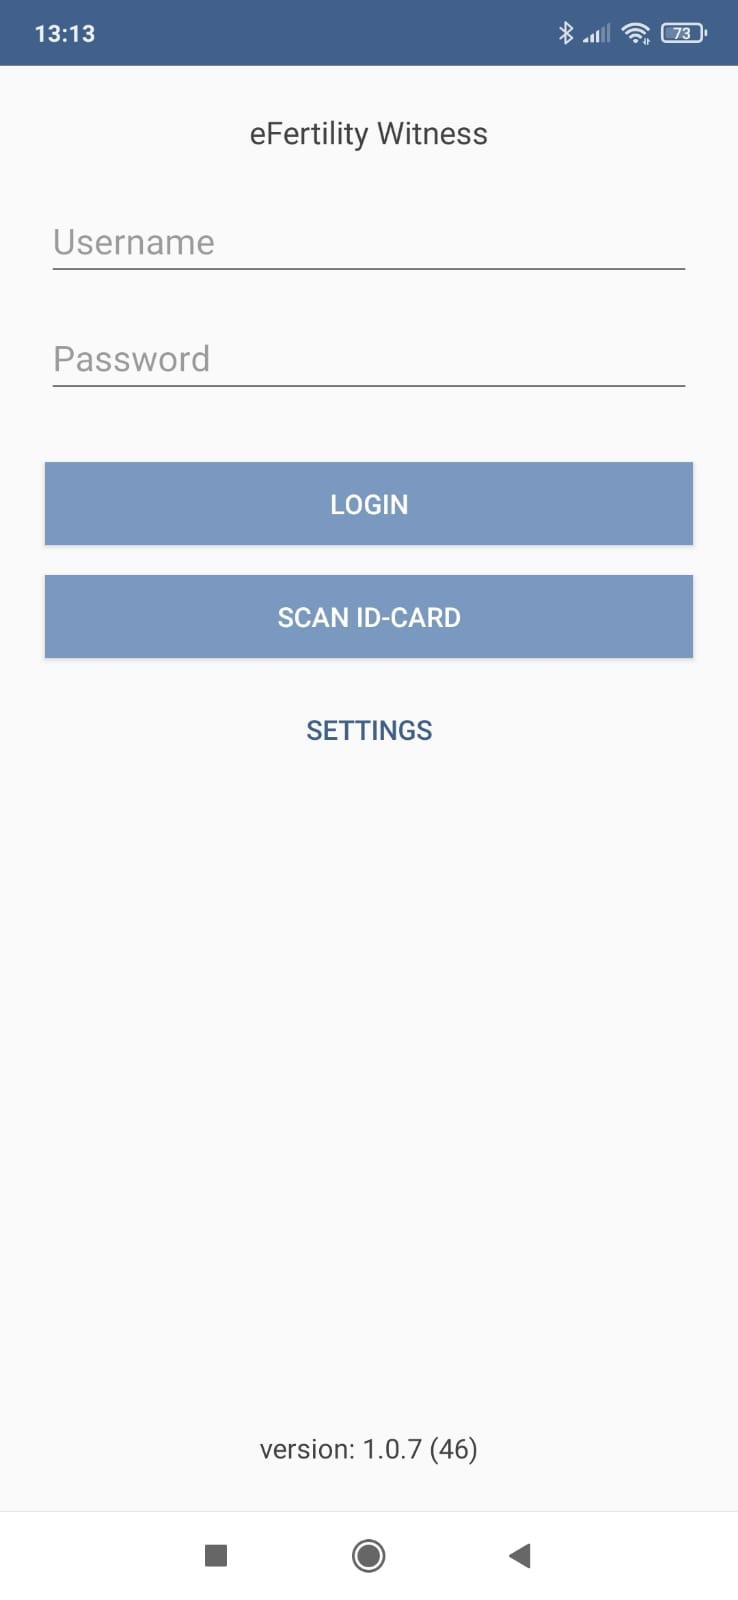 13:13
73
eFertility Witness
Username
Password
LOGIN
SCAN ID-CARD
SETTINGS
version: 1.0.7 (46)